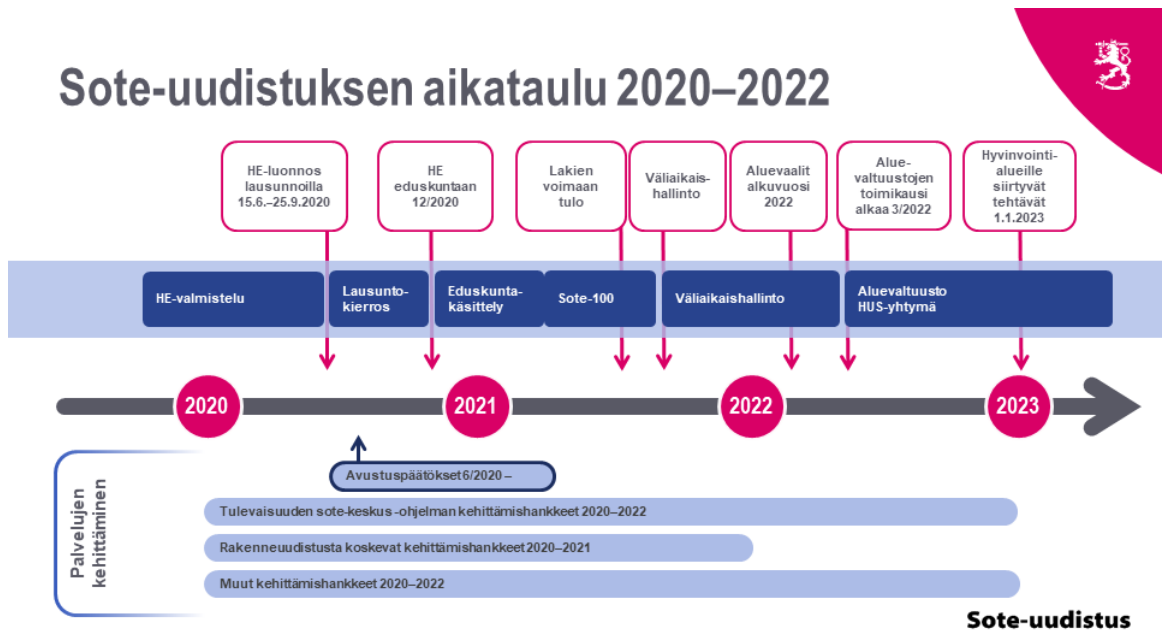 Sote-uudistuksen aikataulu 2020–2022
HE-luonnos
lausunnoilla
15.6.–25.9.2020
HE
eduskuntaan
12/2020
Lakien
voimaan
tulo
Väliaikais-
hallinto
Aluevaalit
alkuvuosi
2022
Alue-
valtuustojen
toimikausi
alkaa 3/2022
Hyvinvointi-
alueille
siirtyvät
tehtävät
1.1.2023
HE-valmistelu
Lausunto-
kierros
Eduskunta-
käsittely
Sote-100
Väliaikaishallinto
Aluevaltuusto
HUS-yhtymä
2020
2021
2022
2023
Palvelujen
kehittäminen
Avustuspäätökset 6/2020 –
Tulevaisuuden sote-keskus -ohjelman kehittämishankkeet 2020–2022
Rakenneuudistusta koskevat kehittämishankkeet 2020–2021
Muut kehittämishankkeet 2020–2022
Sote-uudistus